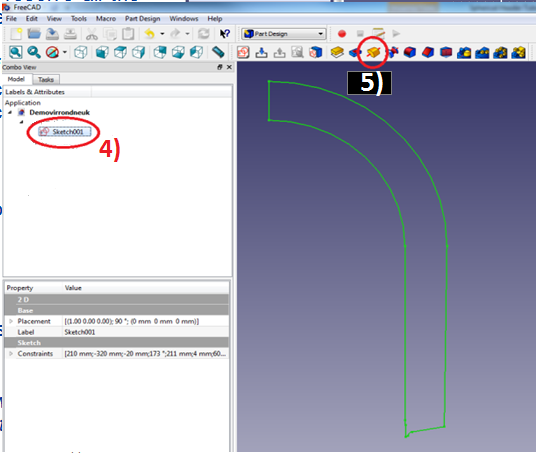 FreeCAD
File Edit View Tools Macro Part Design Windows Help
Part Design
5)
Combo View
Model Tasks
Labels & Attributes
Application
Demovirrondneuk
Sketch001
4)
Property Value
2 D
Base
Placement [(1.00 0.00 0.00); 90 °; (0 mm 0 mm 0 mm)]
Label Sketch001
Sketch
Constraints [210 mm;-320 mm;-20 mm;173 °;211 mm;4 mm;60...